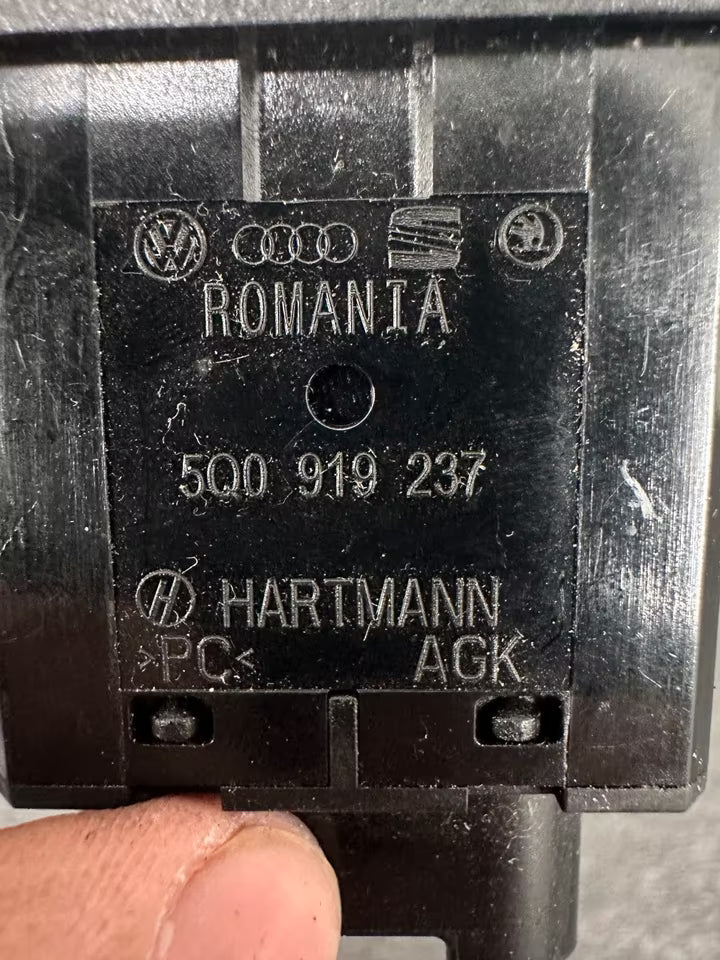 ROMANIA
5Q0 919 237
HARTMANN
>PC< AGK